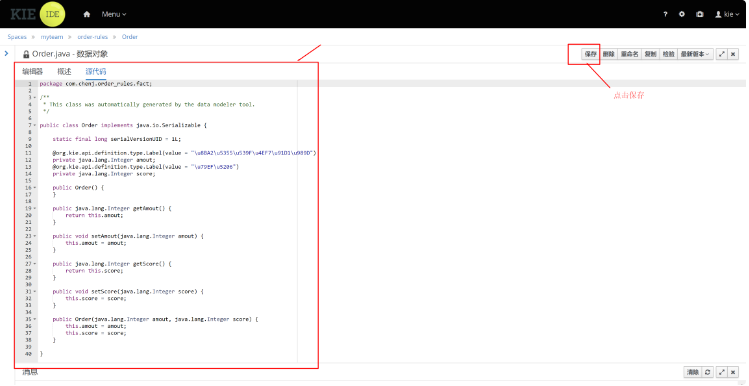 KIE IDE
Menu
? kie
Spaces » myteam » order-rules » Order
Order.java - 数据对象
保存 删除 重命名 复制 检验 最新版本
编辑器 概述 源代码
点击保存
1 package com.chenj.order_rules.fact;
2
3 /**
4 * This class was automatically generated by the data modeler tool.
5 */
6
7 public class Order implements java.io.Serializable {
8
9 static final long serialVersionUID = 1L;
10
11 @org.kie.api.definition.type.Label(value = "\u8BA2\u5355\u539F\u4EF7\u91D1\u989D")
12 private java.lang.Integer amout;
13 @org.kie.api.definition.type.Label(value = "\u79EF\u5206")
14 private java.lang.Integer score;
15
16 public Order() {
17 }
18
19 public java.lang.Integer getAmout() {
20 return this.amout;
21 }
22
23 public void setAmout(java.lang.Integer amout) {
24 this.amout = amout;
25 }
26
27 public java.lang.Integer getScore() {
28 return this.score;
29 }
30
31 public void setScore(java.lang.Integer score) {
32 this.score = score;
33 }
34
35 public Order(java.lang.Integer amout, java.lang.Integer score) {
36 this.amout = amout;
37 this.score = score;
38 }
39
40 }
消息
清除